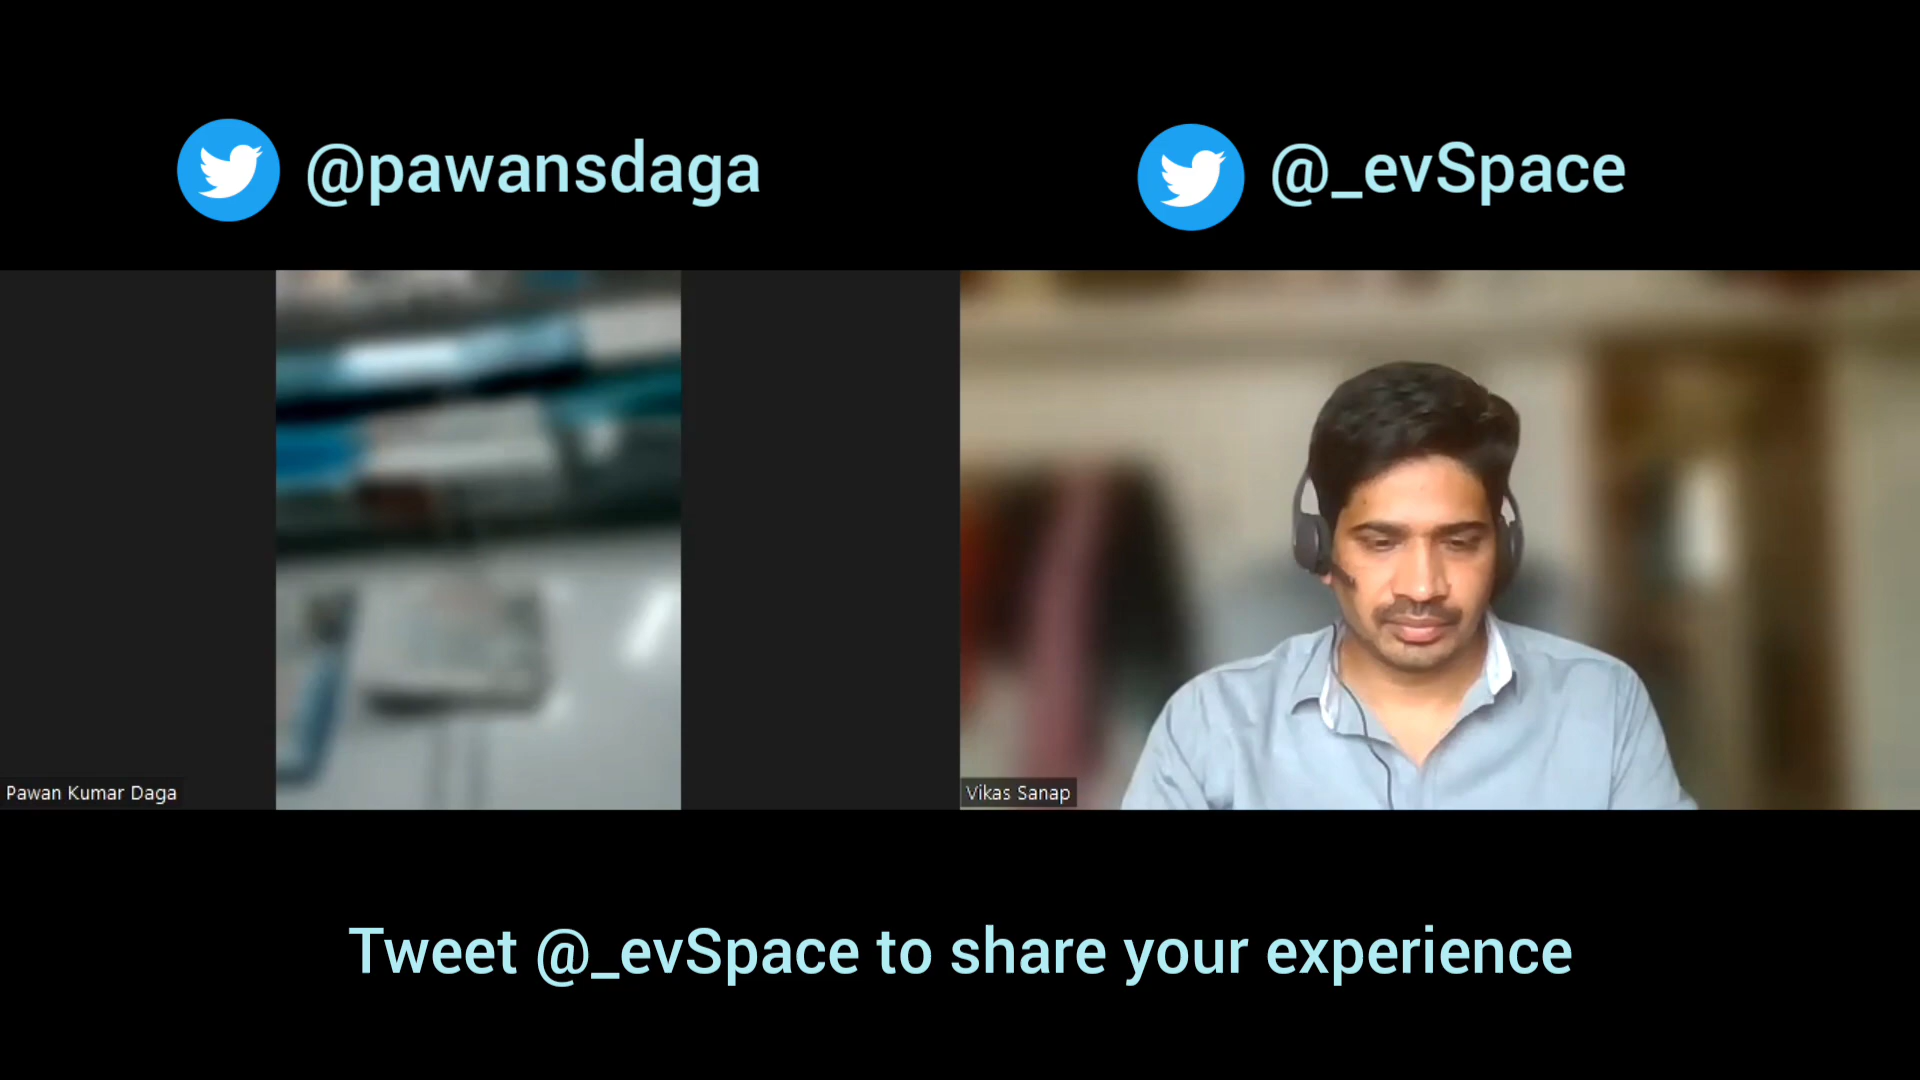 @pawansdaga
@_evSpace
Pawan Kumar Daga
Vikas Sanap
Tweet @_evSpace to share your experience